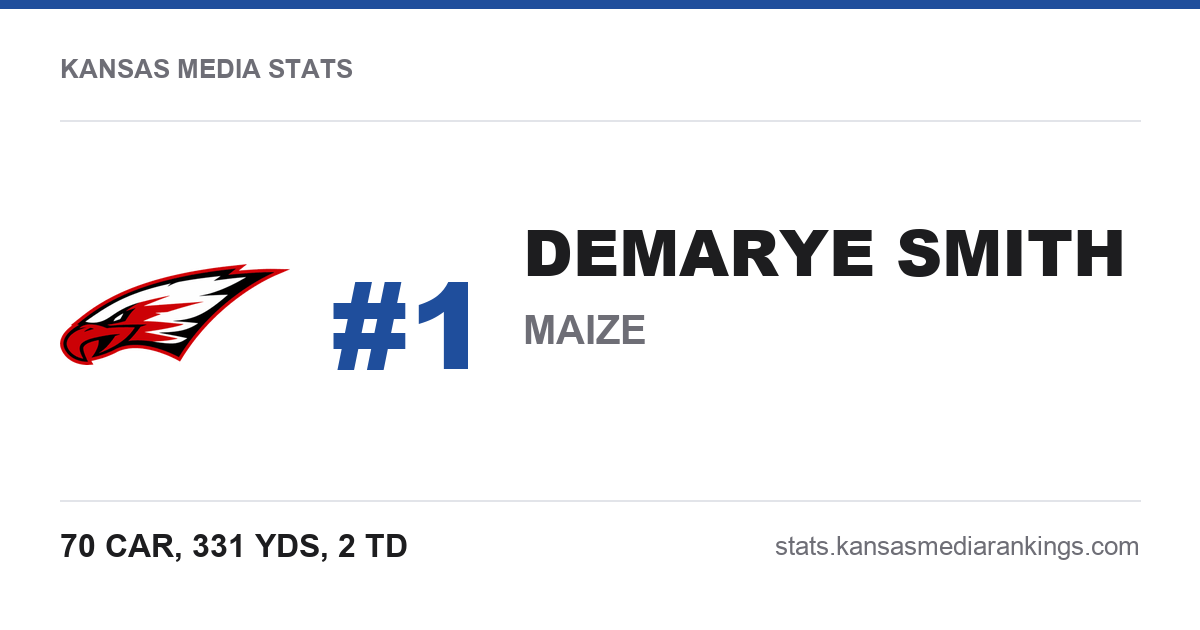 KANSAS MEDIA STATS
#1
DEMARYE SMITH
MAIZE
70 CAR, 331 YDS, 2 TD
stats.kansasmediarankings.com